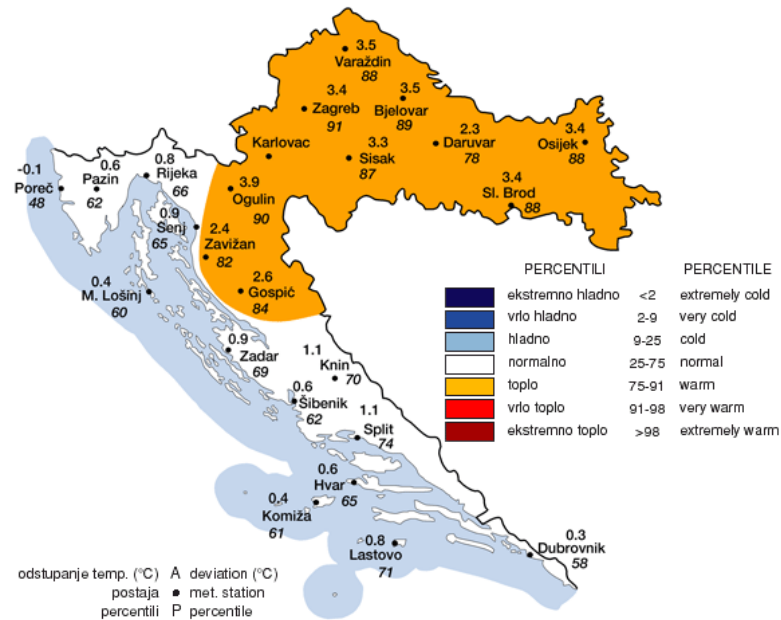 3.5
Varaždin
88
3.4
Zagreb
91
3.5
Bjelovar
89
2.3
Daruvar
78
3.4
Osijek
88
Karlovac
3.3
Sisak
87
3.4
Sl. Brod
88
-0.1
Poreč
48
0.6
Pazin
62
0.8
Rijeka
66
3.9
Ogulin
90
0.9
Senj
65
2.4
Zavižan
82
2.6
Gospić
84
0.4
M. Lošinj
60
0.9
Zadar
69
1.1
Knin
70
0.6
Šibenik
62
1.1
Split
74
0.6
Hvar
65
0.4
Komiža
61
0.8
Lastovo
71
0.3
Dubrovnik
58
PERCENTILI PERCENTILE
ekstremno hladno <2 extremely cold
vrlo hladno 2-9 very cold
hladno 9-25 cold
normalno 25-75 normal
toplo 75-91 warm
vrlo toplo 91-98 very warm
ekstremno toplo >98 extremely warm
odstupanje temp. (°C) A deviation (°C)
postaja met. station
percentili P percentile